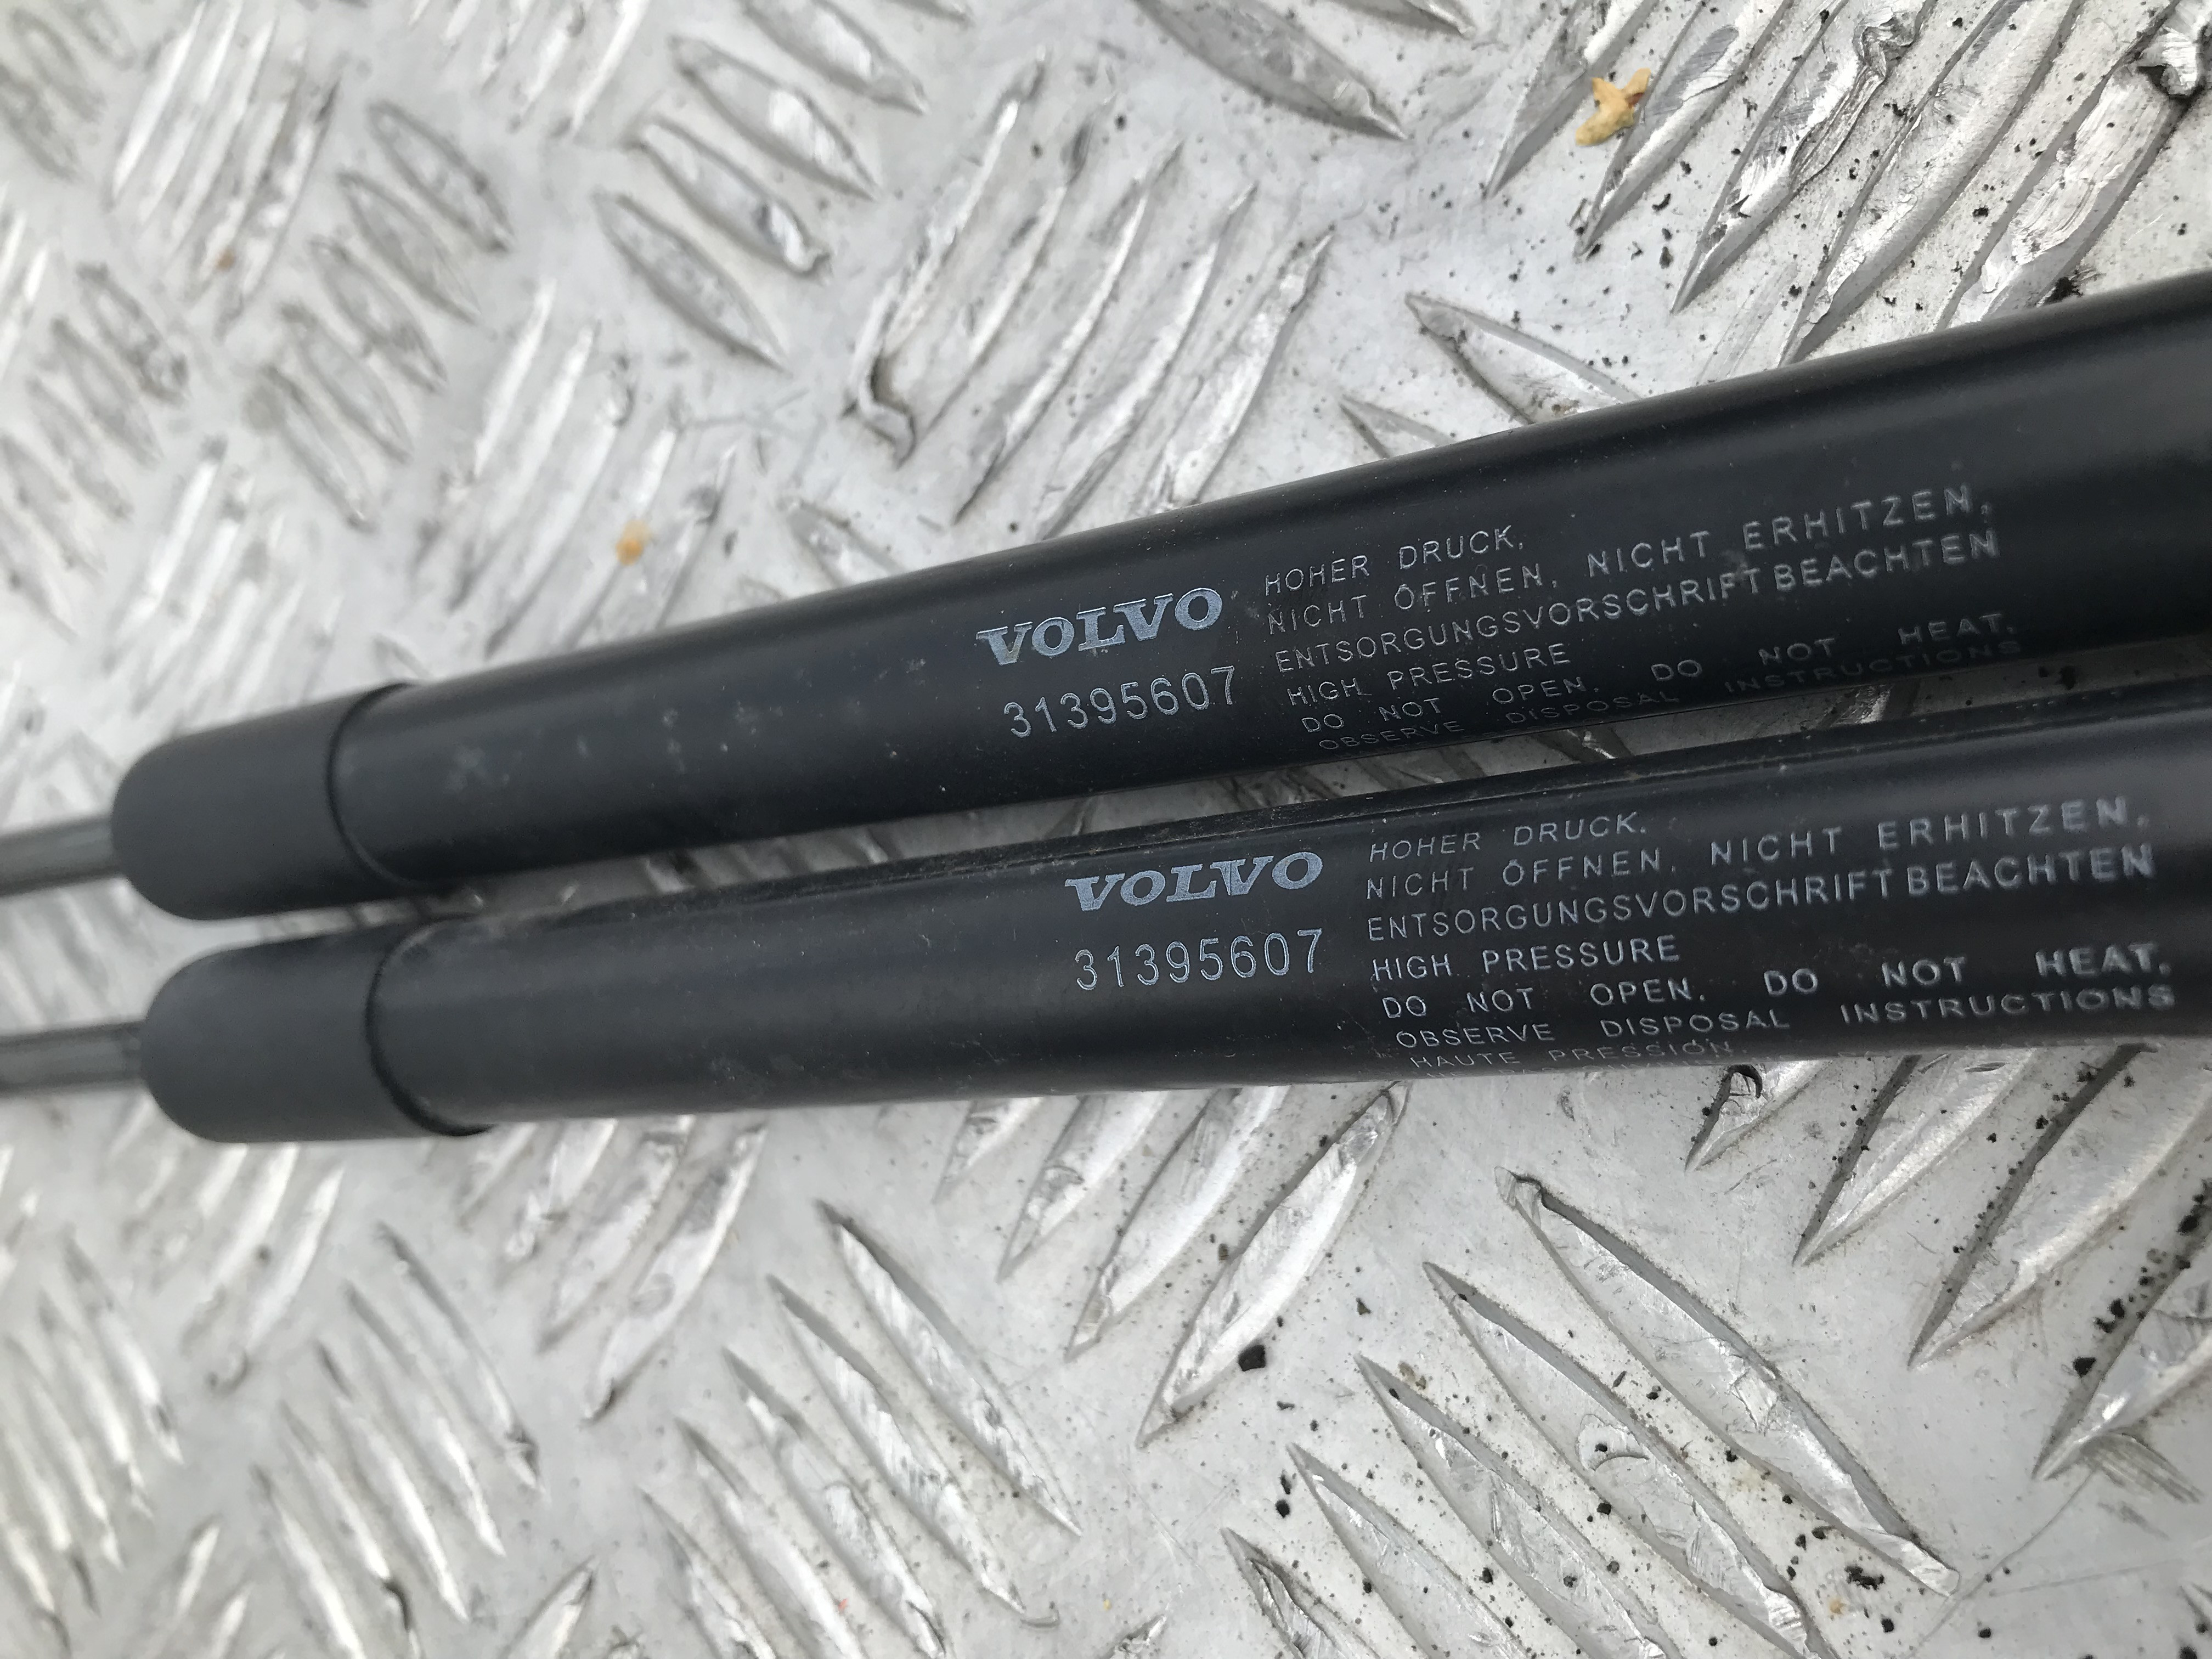 VOLVO
31395607
HOHER DRUCK.
NICHT ÖFFNEN, NICHT ERHITZEN,
ENTSORGUNGSVORSCHRIFT BEACHTEN
HIGH PRESSURE
DO NOT OPEN. DO NOT HEAT.
OBSERVE DISPOSAL INSTRUCTIONS
VOLVO
31395607
HOHER DRUCK.
NICHT ÖFFNEN, NICHT ERHITZEN,
ENTSORGUNGSVORSCHRIFT BEACHTEN
HIGH PRESSURE
DO NOT OPEN. DO NOT HEAT.
OBSERVE DISPOSAL INSTRUCTIONS
HAUTE PRESSION